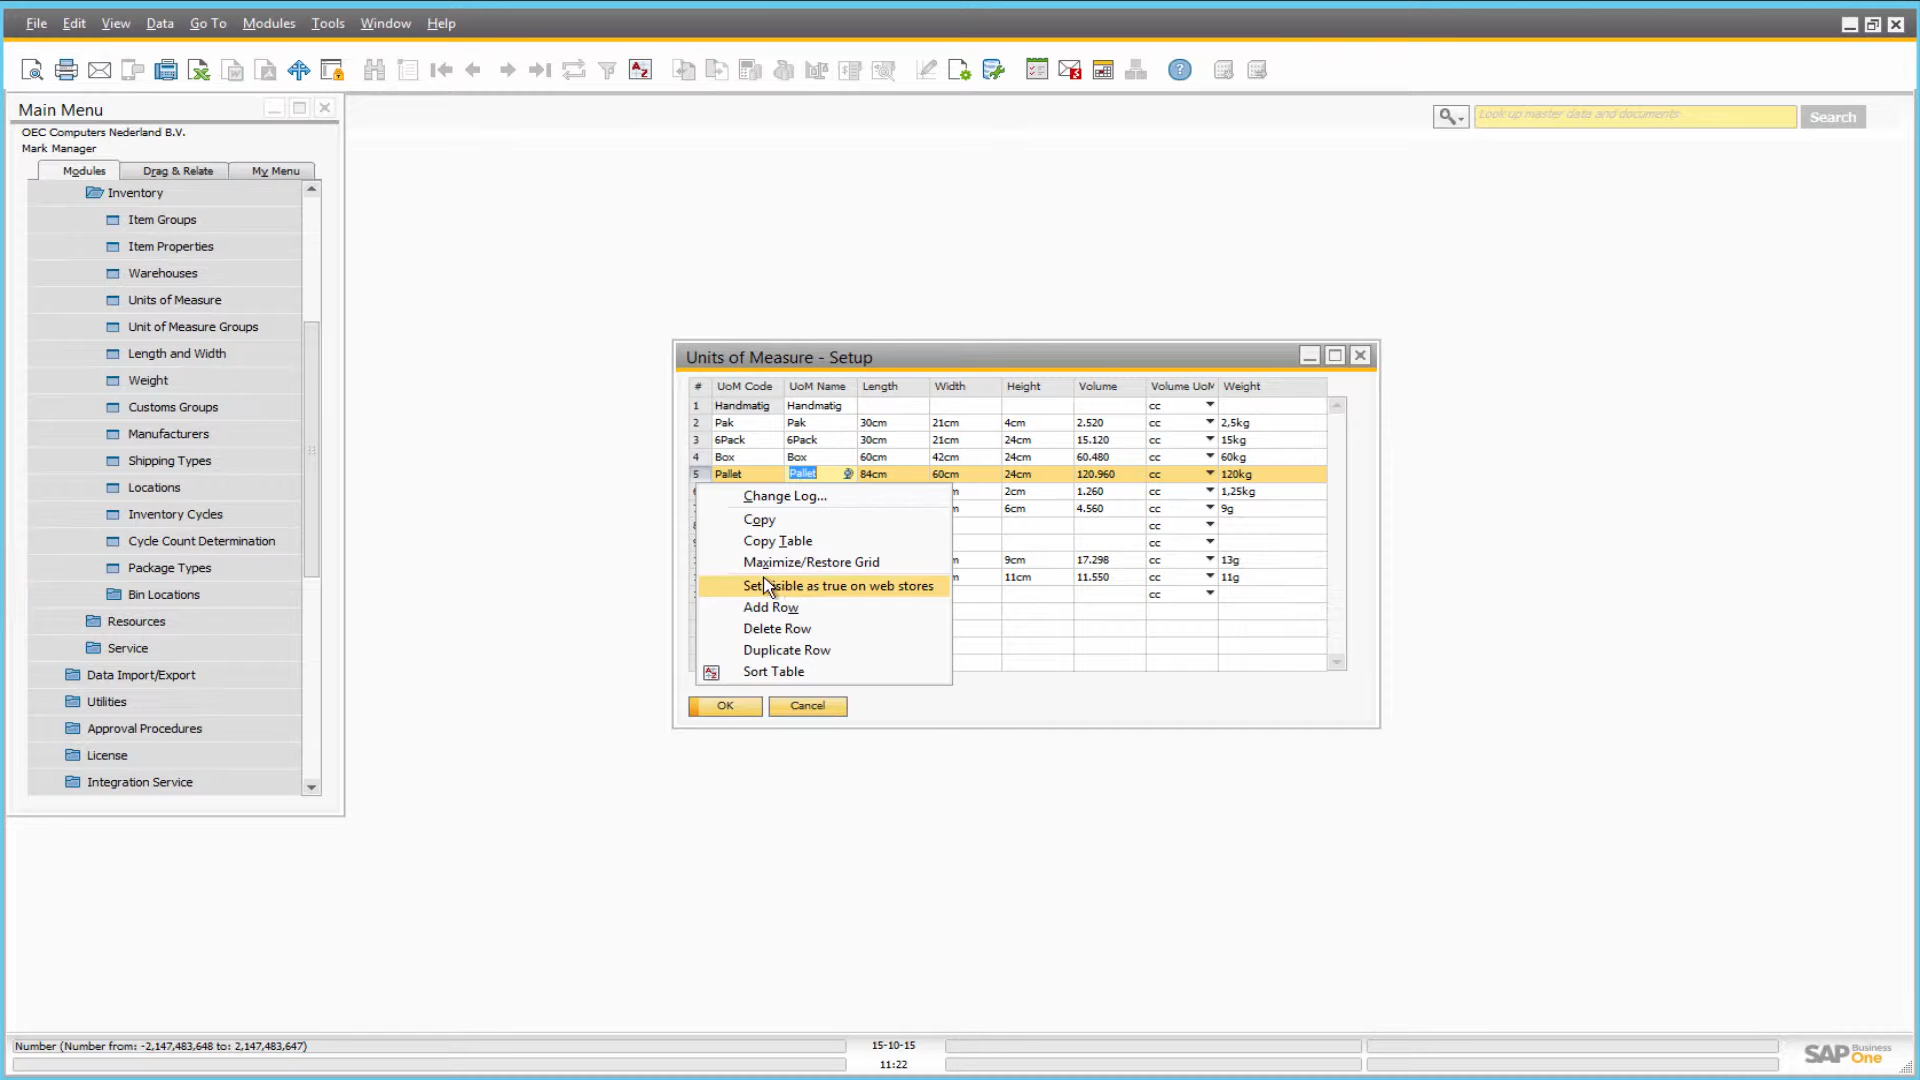 File Edit View Data Go To Modules Tools Window Help
Main Menu
Look up master data and documents Search
OEC Computers Nederland B.V.
Mark Manager
Modules Drag & Relate My Menu
Inventory
Item Groups
Item Properties
Warehouses
Units of Measure
Unit of Measure Groups
Length and Width
Weight
Customs Groups
Manufacturers
Shipping Types
Locations
Inventory Cycles
Cycle Count Determination
Package Types
Bin Locations
Resources
Service
Data Import/Export
Utilities
Approval Procedures
License
Integration Service
Units of Measure - Setup
# UoM Code UoM Name Length Width Height Volume Volume UoM Weight
1 Handmatig Handmatig cc
2 Pak Pak 30cm 21cm 4cm 2.520 cc 2,5kg
3 6Pack 6Pack 30cm 21cm 24cm 15.120 cc 15kg
4 Box Box 60cm 42cm 24cm 60.480 cc 60kg
5 Pallet Pallet 84cm 60cm 24cm 120.960 cc 120kg
2cm 1.260 cc 1,25kg
6cm 4.560 cc 9g
cc
cc
9cm 17.298 cc 13g
11cm 11.550 cc 11g
cc
Change Log...
Copy
Copy Table
Maximize/Restore Grid
Set visible as true on web stores
Add Row
Delete Row
Duplicate Row
Sort Table
OK Cancel
Number (Number from: -2,147,483,648 to: 2,147,483,647)
15-10-15
11:22
SAP Business One